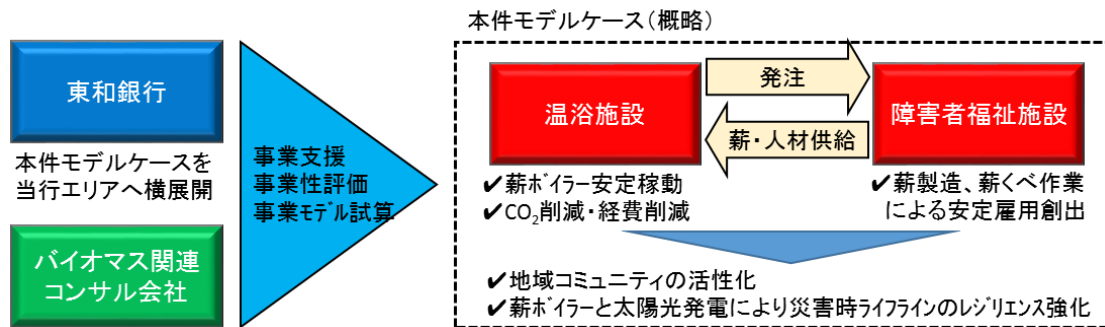 本件モデルケース（概略）
東和銀行
本件モデルケースを
当行エリアへ横展開
バイオマス関連
コンサル会社
事業支援
事業性評価
事業ﾓﾃﾞﾙ試算
温浴施設
発注
薪・人材供給
障害者福祉施設
✔薪ﾎﾞｲﾗｰ安定稼動
✔CO₂削減・経費削減
✔薪製造、薪くべ作業
による安定雇用創出
✔地域コミュニティの活性化
✔薪ﾎﾞｲﾗｰと太陽光発電により災害時ﾗｲﾌﾗｲﾝのﾚｼﾞﾘｴﾝｽ強化